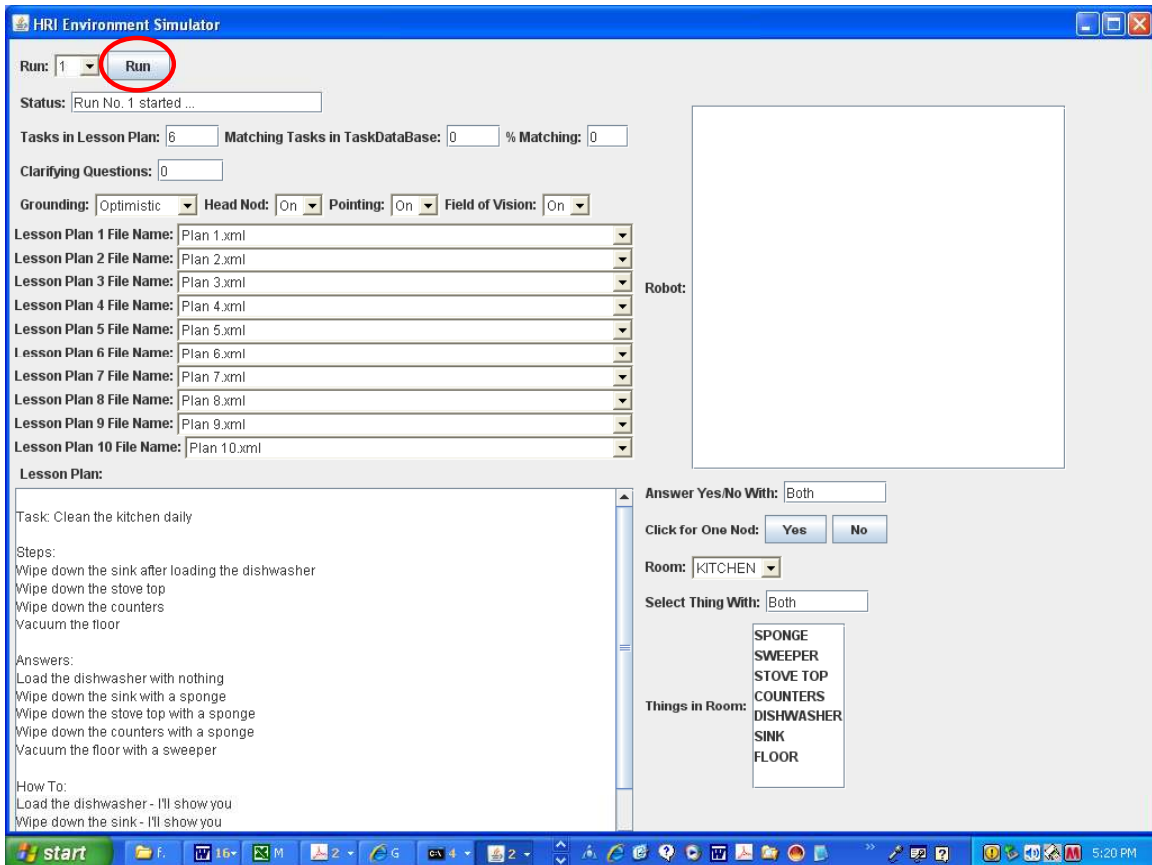 HRI Environment Simulator
Run: 1 Run
Status: Run No. 1 started ...
Tasks in Lesson Plan: 6 Matching Tasks in TaskDataBase: 0 % Matching: 0
Clarifying Questions: 0
Grounding: Optimistic Head Nod: On Pointing: On Field of Vision: On
Lesson Plan 1 File Name: Plan 1.xml
Lesson Plan 2 File Name: Plan 2.xml
Lesson Plan 3 File Name: Plan 3.xml
Lesson Plan 4 File Name: Plan 4.xml
Lesson Plan 5 File Name: Plan 5.xml
Lesson Plan 6 File Name: Plan 6.xml
Lesson Plan 7 File Name: Plan 7.xml
Lesson Plan 8 File Name: Plan 8.xml
Lesson Plan 9 File Name: Plan 9.xml
Lesson Plan 10 File Name: Plan 10.xml
Lesson Plan:
Task: Clean the kitchen daily
Steps:
Wipe down the sink after loading the dishwasher
Wipe down the stove top
Wipe down the counters
Vacuum the floor
Answers:
Load the dishwasher with nothing
Wipe down the sink with a sponge
Wipe down the stove top with a sponge
Wipe down the counters with a sponge
Vacuum the floor with a sweeper
How To:
Load the dishwasher - I'll show you
Wipe down the sink - I'll show you
Robot:
Answer Yes/No With: Both
Click for One Nod: Yes No
Room: KITCHEN
Select Thing With: Both
Things in Room:
SPONGE
SWEEPER
STOVE TOP
COUNTERS
DISHWASHER
SINK
FLOOR
start F. 16 M 2 G 4 2 5:20 PM